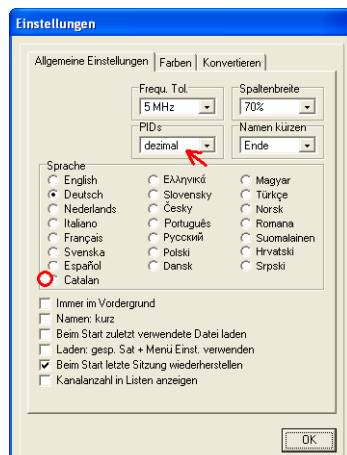 Einstellungen
Allgemeine Einstellungen Farben Konvertieren
Frequ. Tol. Spaltenbreite
5 MHz 70%
PIDs Namen kürzen
dezimal Ende
Sprache
English Ελληνικά Magyar
Deutsch Slovensky Türkçe
Nederlands Česky Norsk
Italiano Português Romana
Français Русский Suomalainen
Svenska Polski Hrvatski
Español Dansk Srpski
Catalan
Immer im Vordergrund
Namen: kurz
Beim Start zuletzt verwendete Datei laden
Laden: gesp. Sat + Menü Einst. verwenden
Beim Start letzte Sitzung wiederherstellen
Kanalanzahl in Listen anzeigen
OK